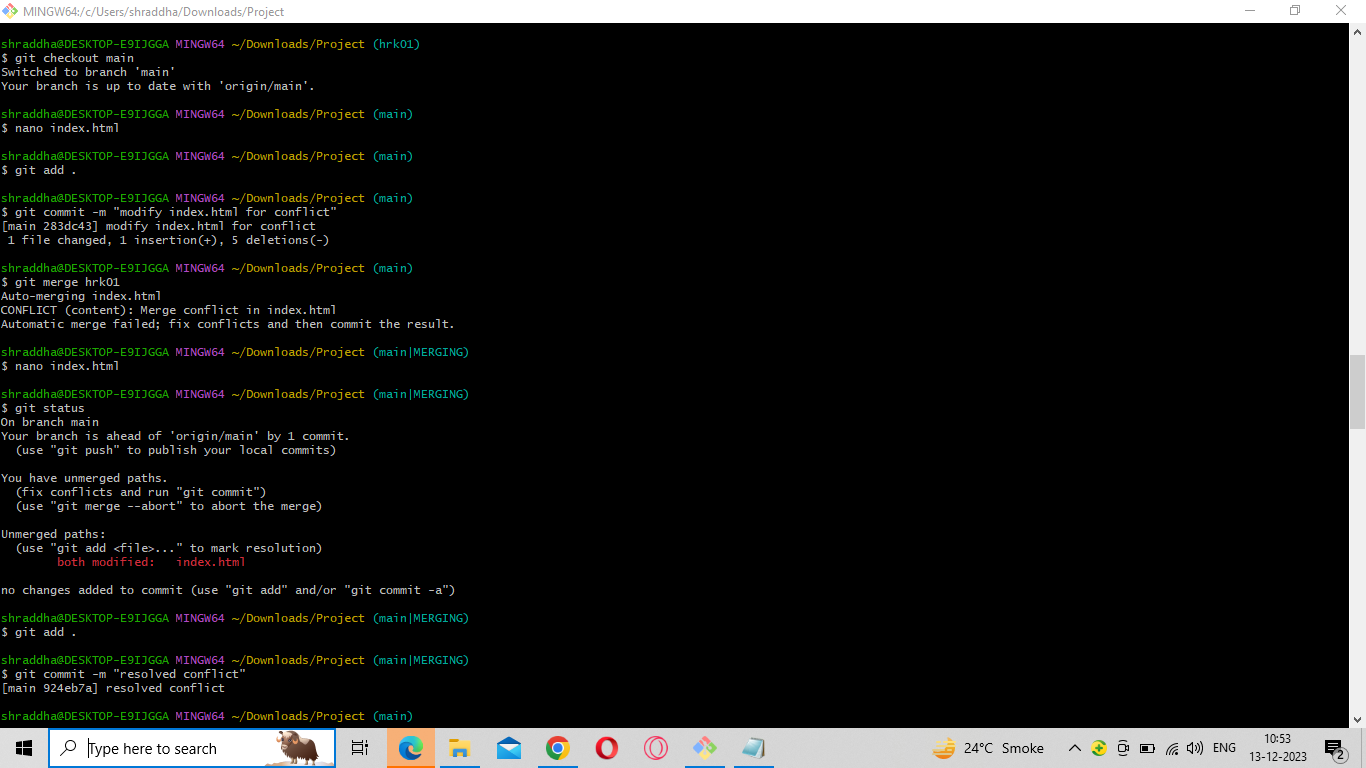 MINGW64:/c/Users/shraddha/Downloads/Project
shraddha@DESKTOP-E9IJGGA MINGW64 ~/Downloads/Project (hrk01)
$ git checkout main
Switched to branch 'main'
Your branch is up to date with 'origin/main'.
shraddha@DESKTOP-E9IJGGA MINGW64 ~/Downloads/Project (main)
$ nano index.html
shraddha@DESKTOP-E9IJGGA MINGW64 ~/Downloads/Project (main)
$ git add .
shraddha@DESKTOP-E9IJGGA MINGW64 ~/Downloads/Project (main)
$ git commit -m "modify index.html for conflict"
[main 283dc43] modify index.html for conflict
 1 file changed, 1 insertion(+), 5 deletions(-)
shraddha@DESKTOP-E9IJGGA MINGW64 ~/Downloads/Project (main)
$ git merge hrk01
Auto-merging index.html
CONFLICT (content): Merge conflict in index.html
Automatic merge failed; fix conflicts and then commit the result.
shraddha@DESKTOP-E9IJGGA MINGW64 ~/Downloads/Project (main|MERGING)
$ nano index.html
shraddha@DESKTOP-E9IJGGA MINGW64 ~/Downloads/Project (main|MERGING)
$ git status
On branch main
Your branch is ahead of 'origin/main' by 1 commit.
  (use "git push" to publish your local commits)
You have unmerged paths.
  (fix conflicts and run "git commit")
  (use "git merge --abort" to abort the merge)
Unmerged paths:
  (use "git add <file>..." to mark resolution)
        both modified:   index.html
no changes added to commit (use "git add" and/or "git commit -a")
shraddha@DESKTOP-E9IJGGA MINGW64 ~/Downloads/Project (main|MERGING)
$ git add .
shraddha@DESKTOP-E9IJGGA MINGW64 ~/Downloads/Project (main|MERGING)
$ git commit -m "resolved conflict"
[main 924eb7a] resolved conflict
shraddha@DESKTOP-E9IJGGA MINGW64 ~/Downloads/Project (main)
Type here to search
24°C Smoke
ENG
10:53
13-12-2023
2